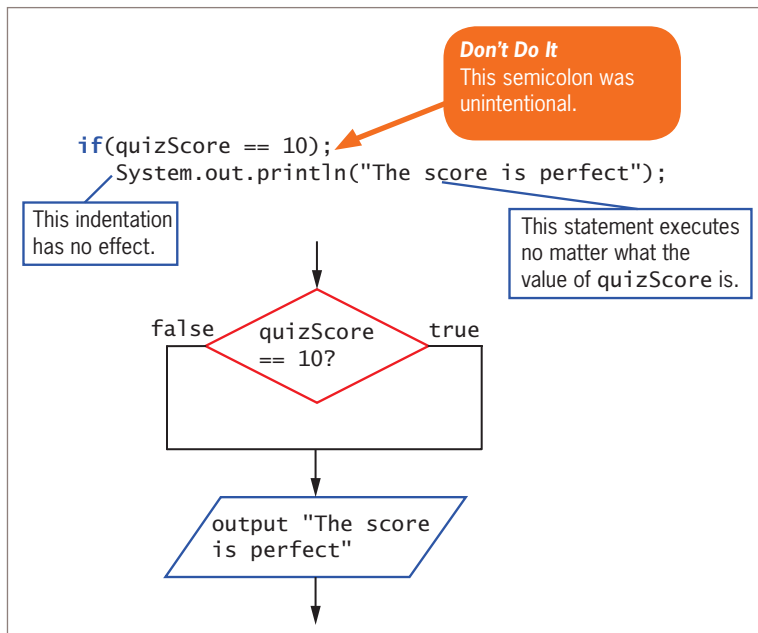 Don't Do It
This semicolon was
unintentional.
if(quizScore == 10);
System.out.println("The score is perfect");
This indentation
has no effect.
This statement executes
no matter what the
value of quizScore is.
false
quizScore
== 10?
true
output "The score
is perfect"